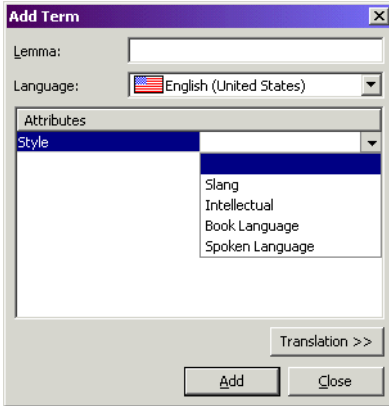 Add Term
Lemma:
Language: English (United States)
Attributes
Style
Slang
Intellectual
Book Language
Spoken Language
Translation >>
Add Close